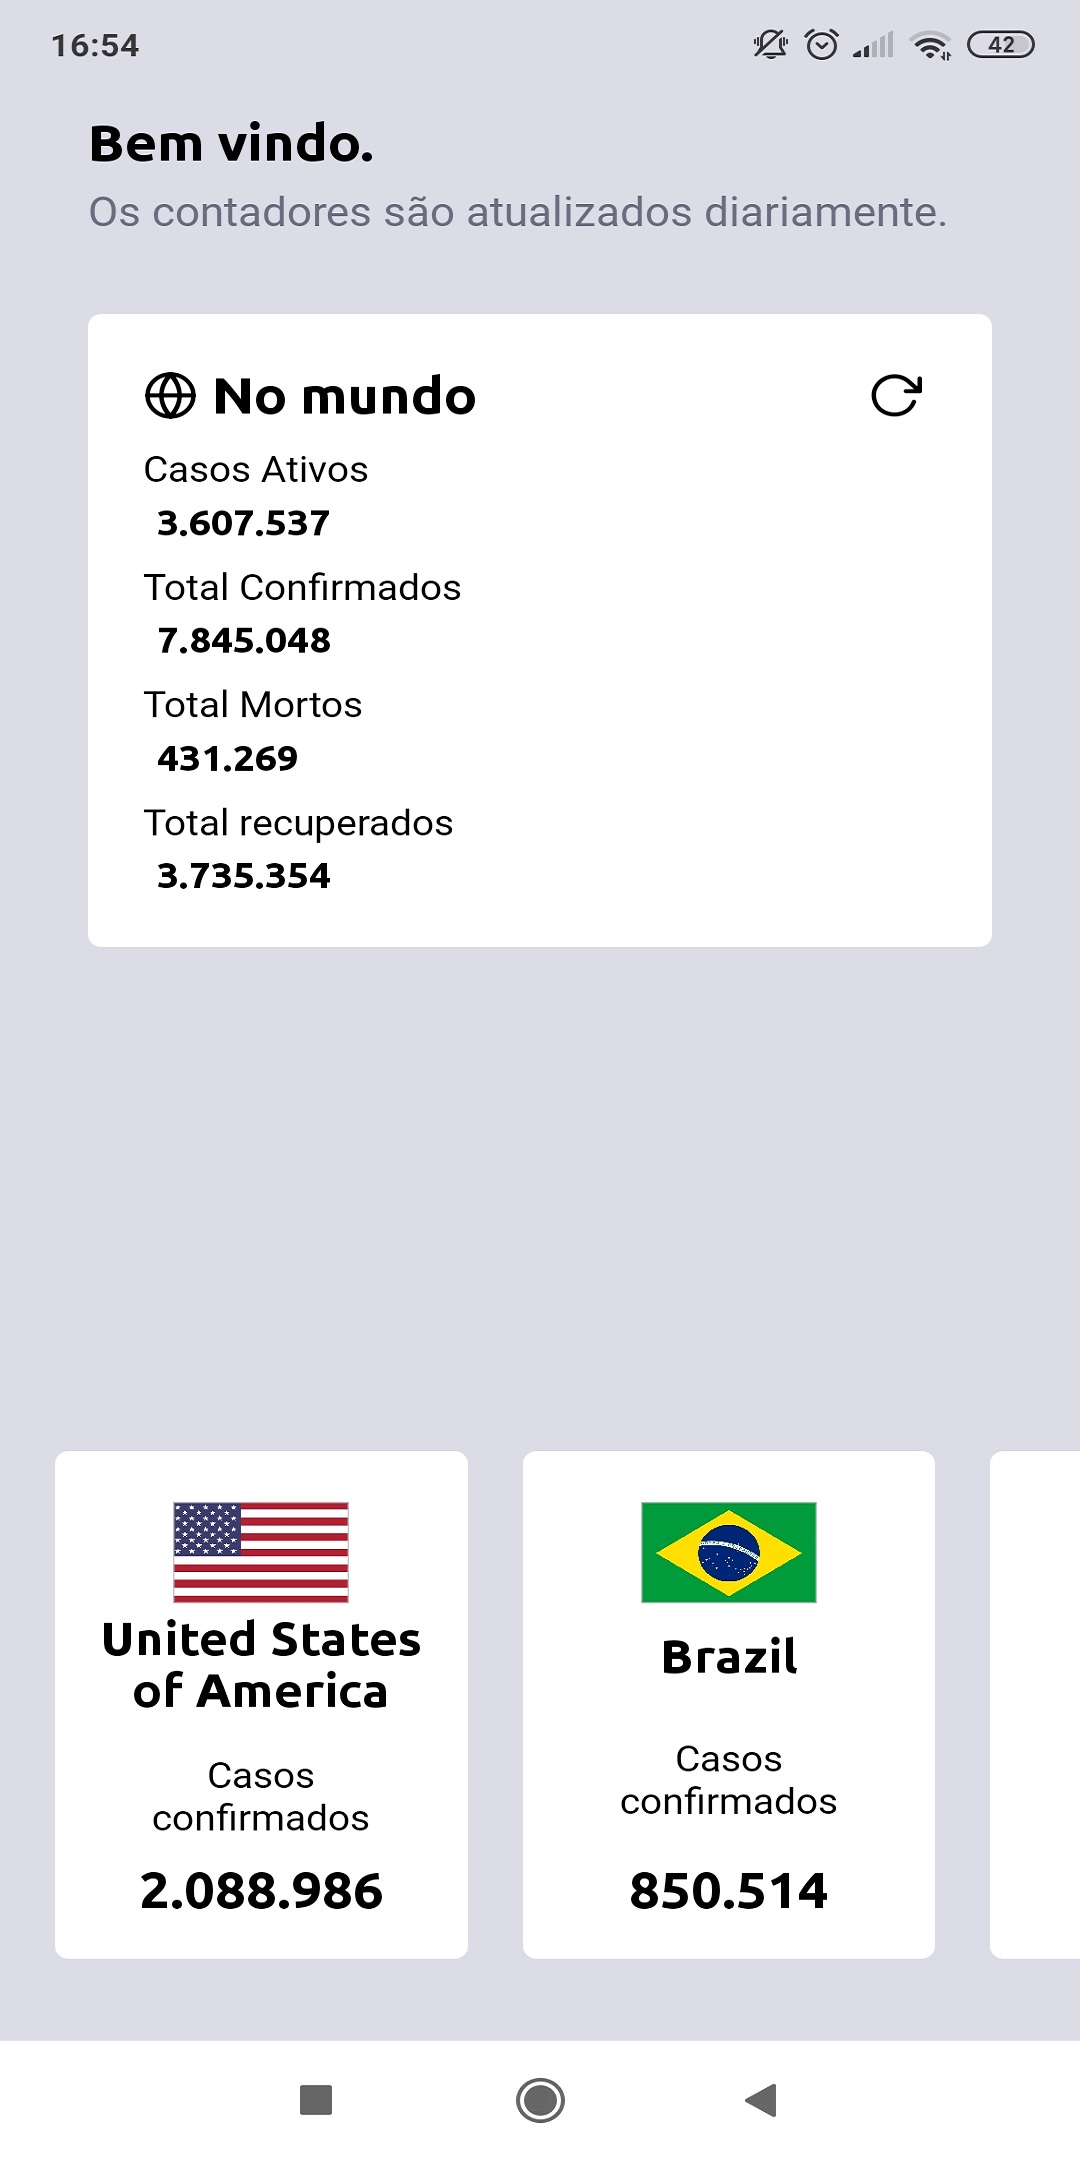 16:54
42
Bem vindo.
Os contadores são atualizados diariamente.
No mundo
Casos Ativos
3.607.537
Total Confirmados
7.845.048
Total Mortos
431.269
Total recuperados
3.735.354
United States
of America
Casos
confirmados
2.088.986
Brazil
Casos
confirmados
850.514